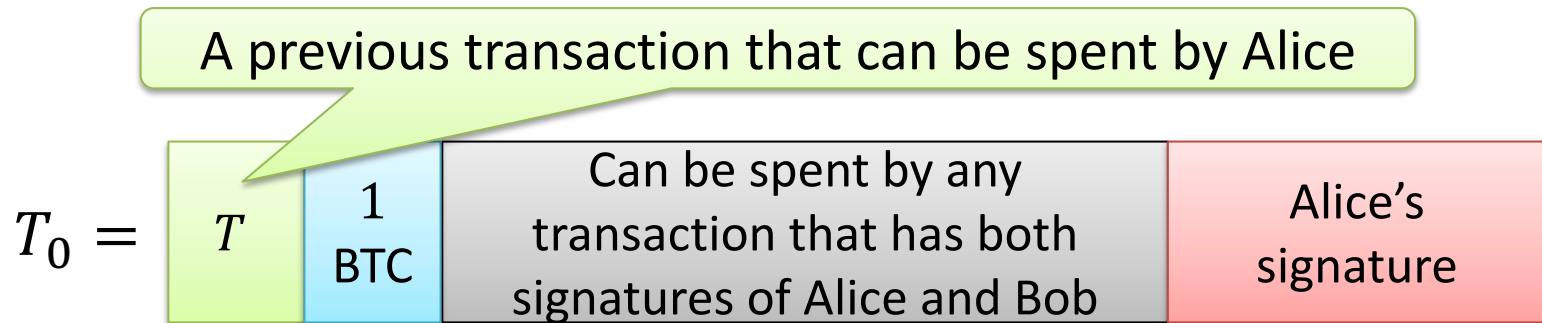 A previous transaction that can be spent by Alice
T₀ =
T
1
BTC
Can be spent by any
transaction that has both
signatures of Alice and Bob
Alice’s
signature